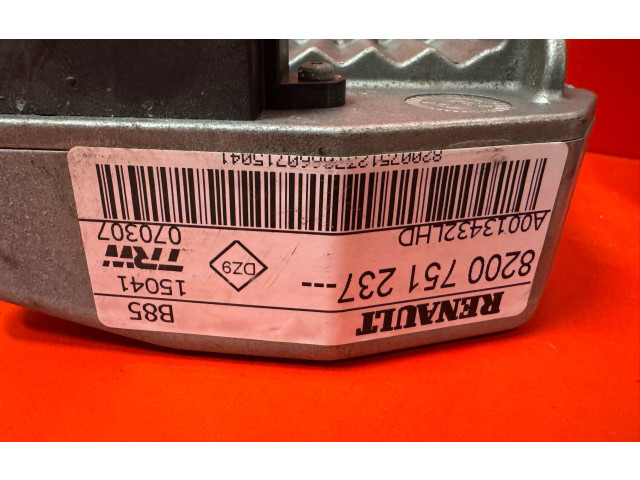 RENAULT
B85
8200 751 237---
DZ9
15041
TRW
A0013432LHD
070307